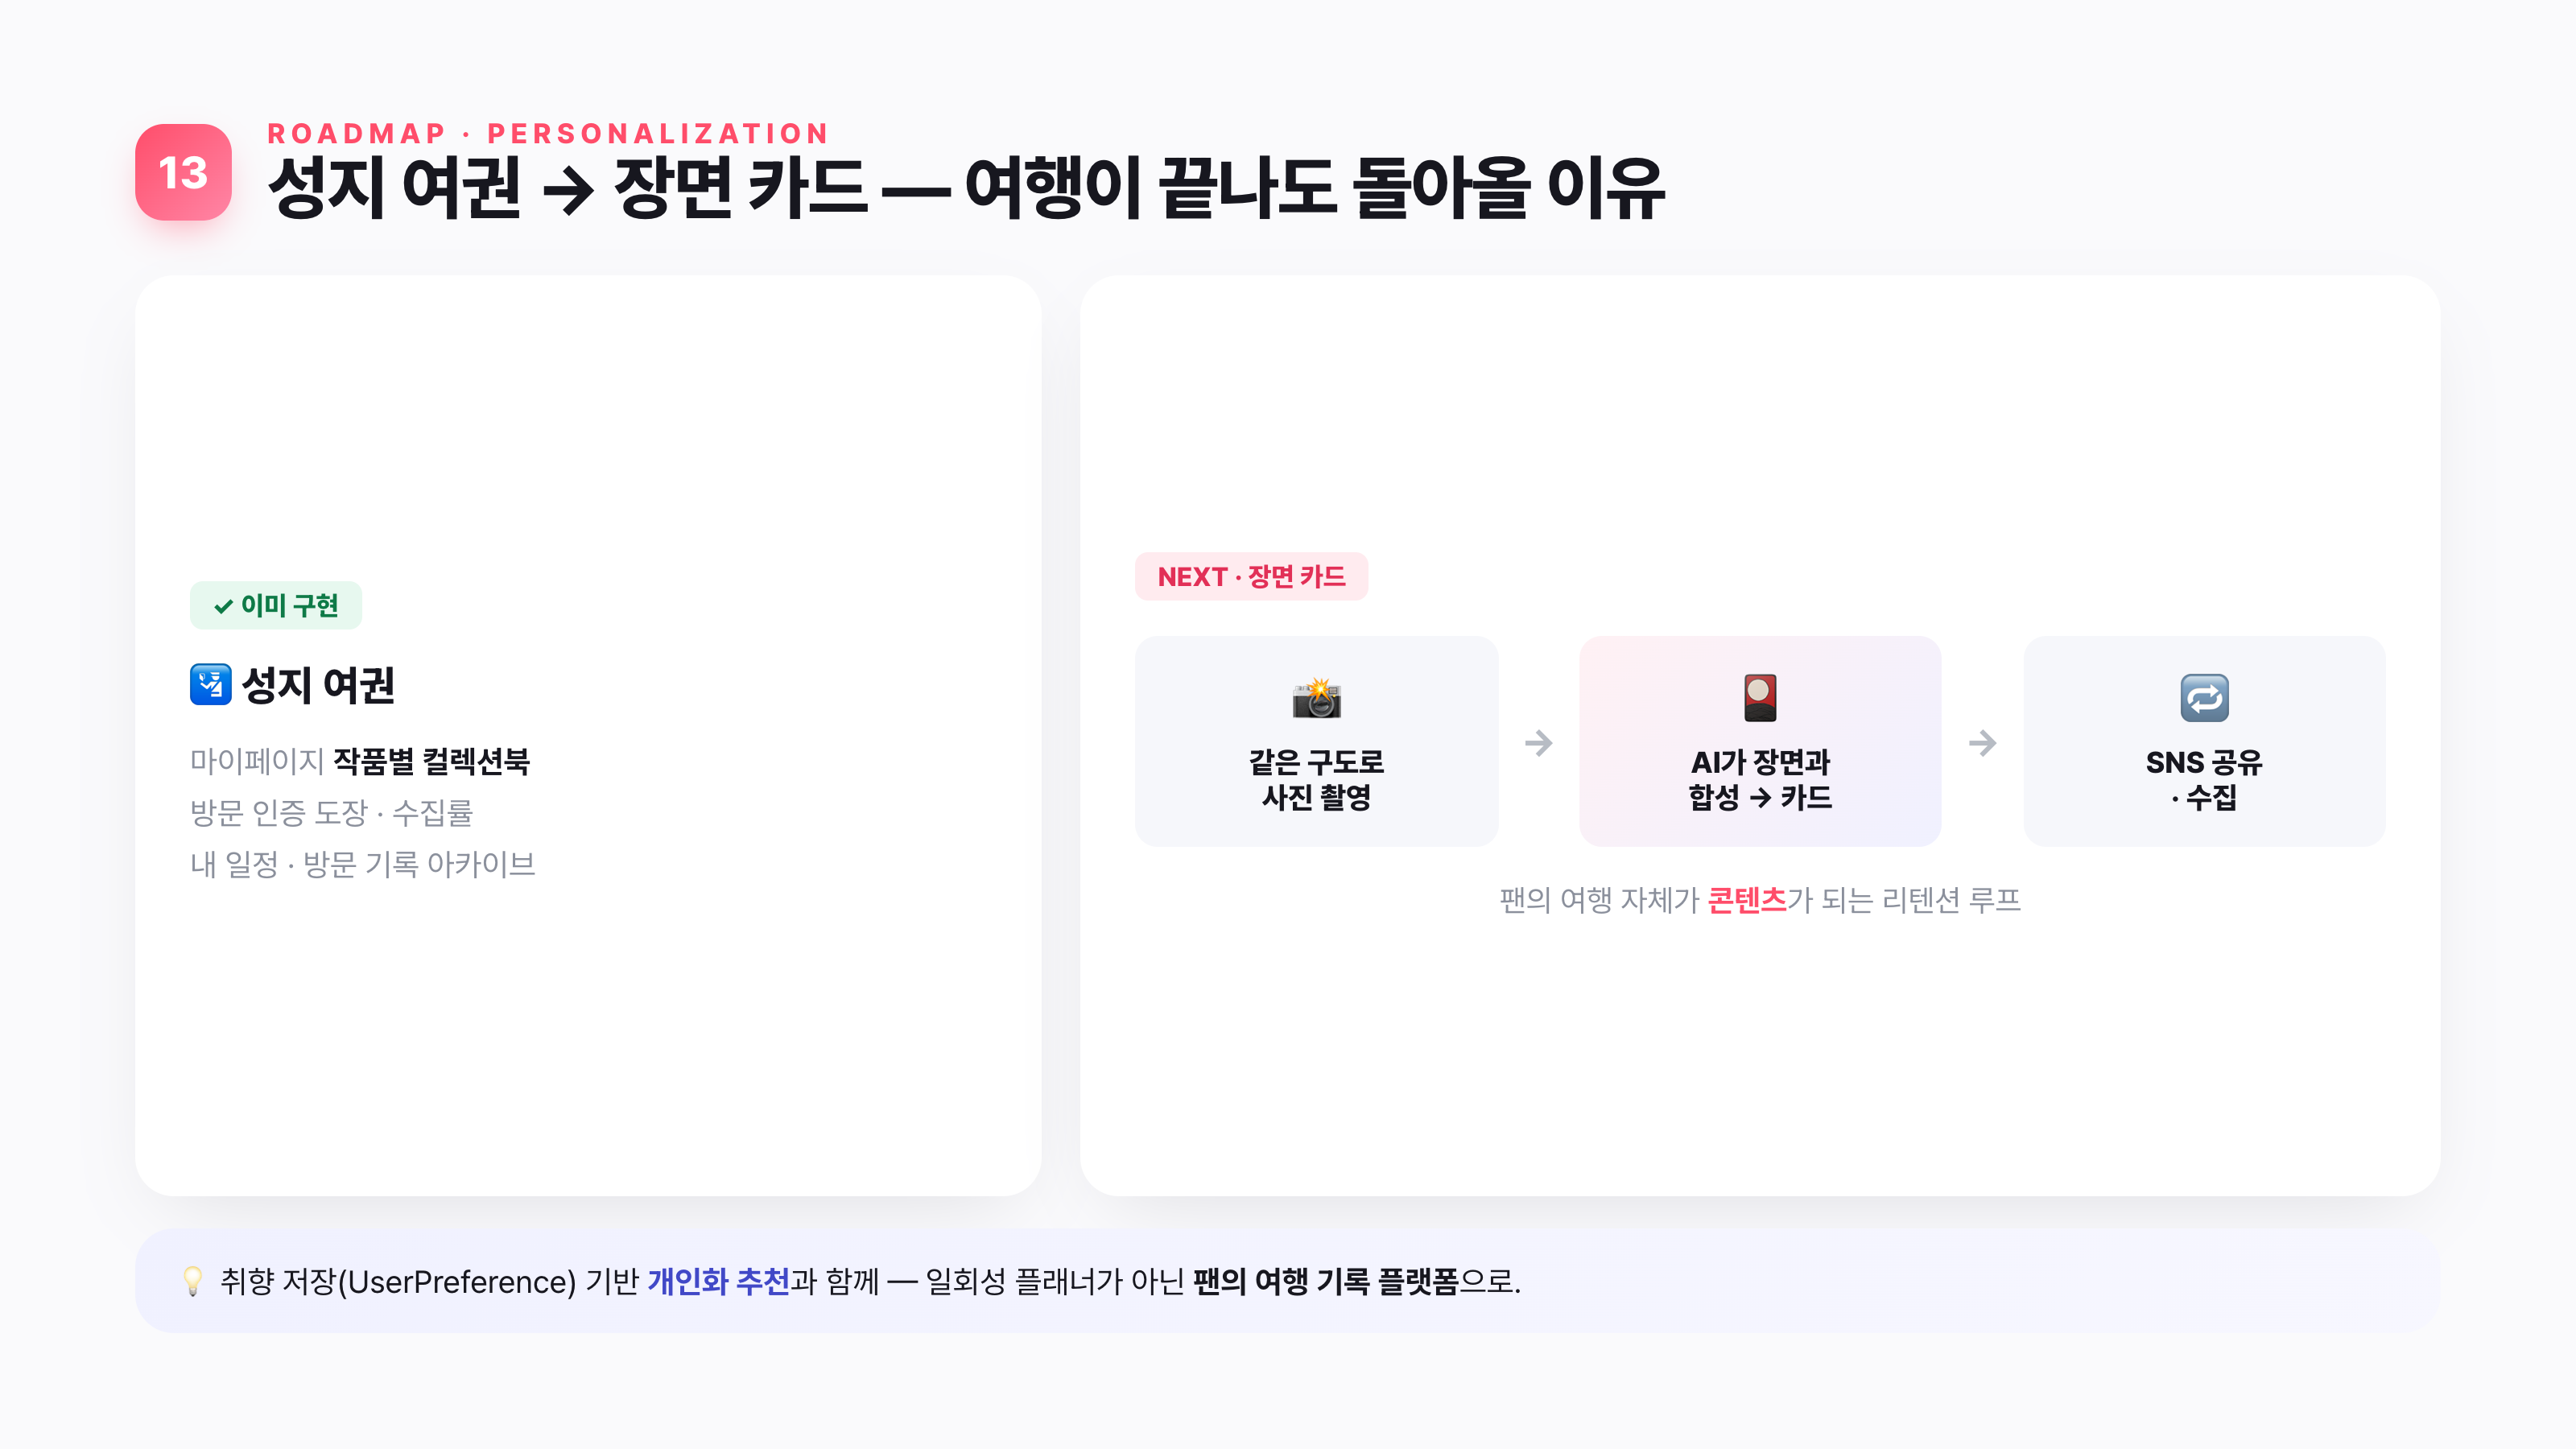 13
ROADMAP · PERSONALIZATION
성지 여권 → 장면 카드 — 여행이 끝나도 돌아올 이유
✓ 이미 구현
성지 여권
마이페이지 작품별 컬렉션북
방문 인증 도장 · 수집률
내 일정 · 방문 기록 아카이브
NEXT · 장면 카드
같은 구도로
사진 촬영
→
AI가 장면과
합성 → 카드
→
SNS 공유
· 수집
팬의 여행 자체가 콘텐츠가 되는 리텐션 루프
💡 취향 저장(UserPreference) 기반 개인화 추천과 함께 — 일회성 플래너가 아닌 팬의 여행 기록 플랫폼으로.